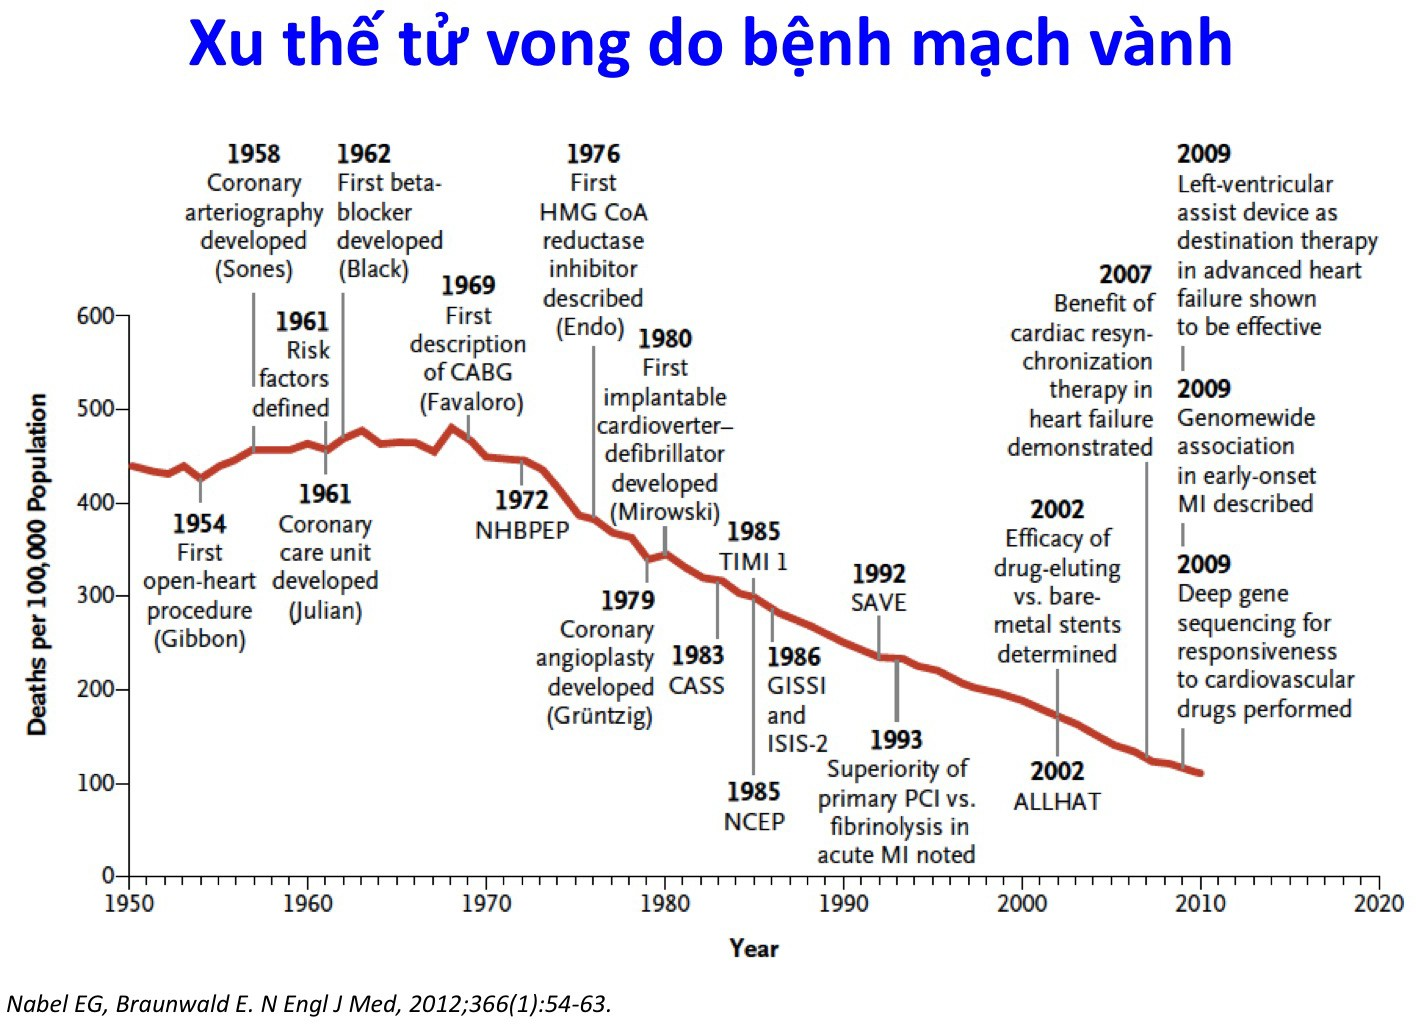 Xu thế tử vong do bệnh mạch vành
1958
Coronary
arteriography
developed
(Sones)
1962
First beta-
blocker
developed
(Black)
1976
First
HMG CoA
reductase
inhibitor
described
(Endo)
2009
Left-ventricular
assist device as
destination therapy
in advanced heart
failure shown
to be effective
1961
Risk
factors
defined
1969
First
description
of CABG
(Favaloro)
1980
First
implantable
cardioverter–
defibrillator
developed
(Mirowski)
2007
Benefit of
cardiac resyn-
chronization
therapy in
heart failure
demonstrated
2009
Genomewide
association
in early-onset
MI described
1954
First
open-heart
procedure
(Gibbon)
1961
Coronary
care unit
developed
(Julian)
1972
NHBPEP
1979
Coronary
angioplasty
developed
(Grüntzig)
1983
CASS
1985
TIMI 1
1985
NCEP
1986
GISSI
and
ISIS-2
1992
SAVE
1993
Superiority of
primary PCI vs.
fibrinolysis in
acute MI noted
2002
Efficacy of
drug-eluting
vs. bare-
metal stents
determined
2002
ALLHAT
2009
Deep gene
sequencing for
responsiveness
to cardiovascular
drugs performed
Deaths per 100,000 Population
600
500
400
300
200
100
0
1950 1960 1970 1980 1990 2000 2010 2020
Year
Nabel EG, Braunwald E. N Engl J Med, 2012;366(1):54-63.